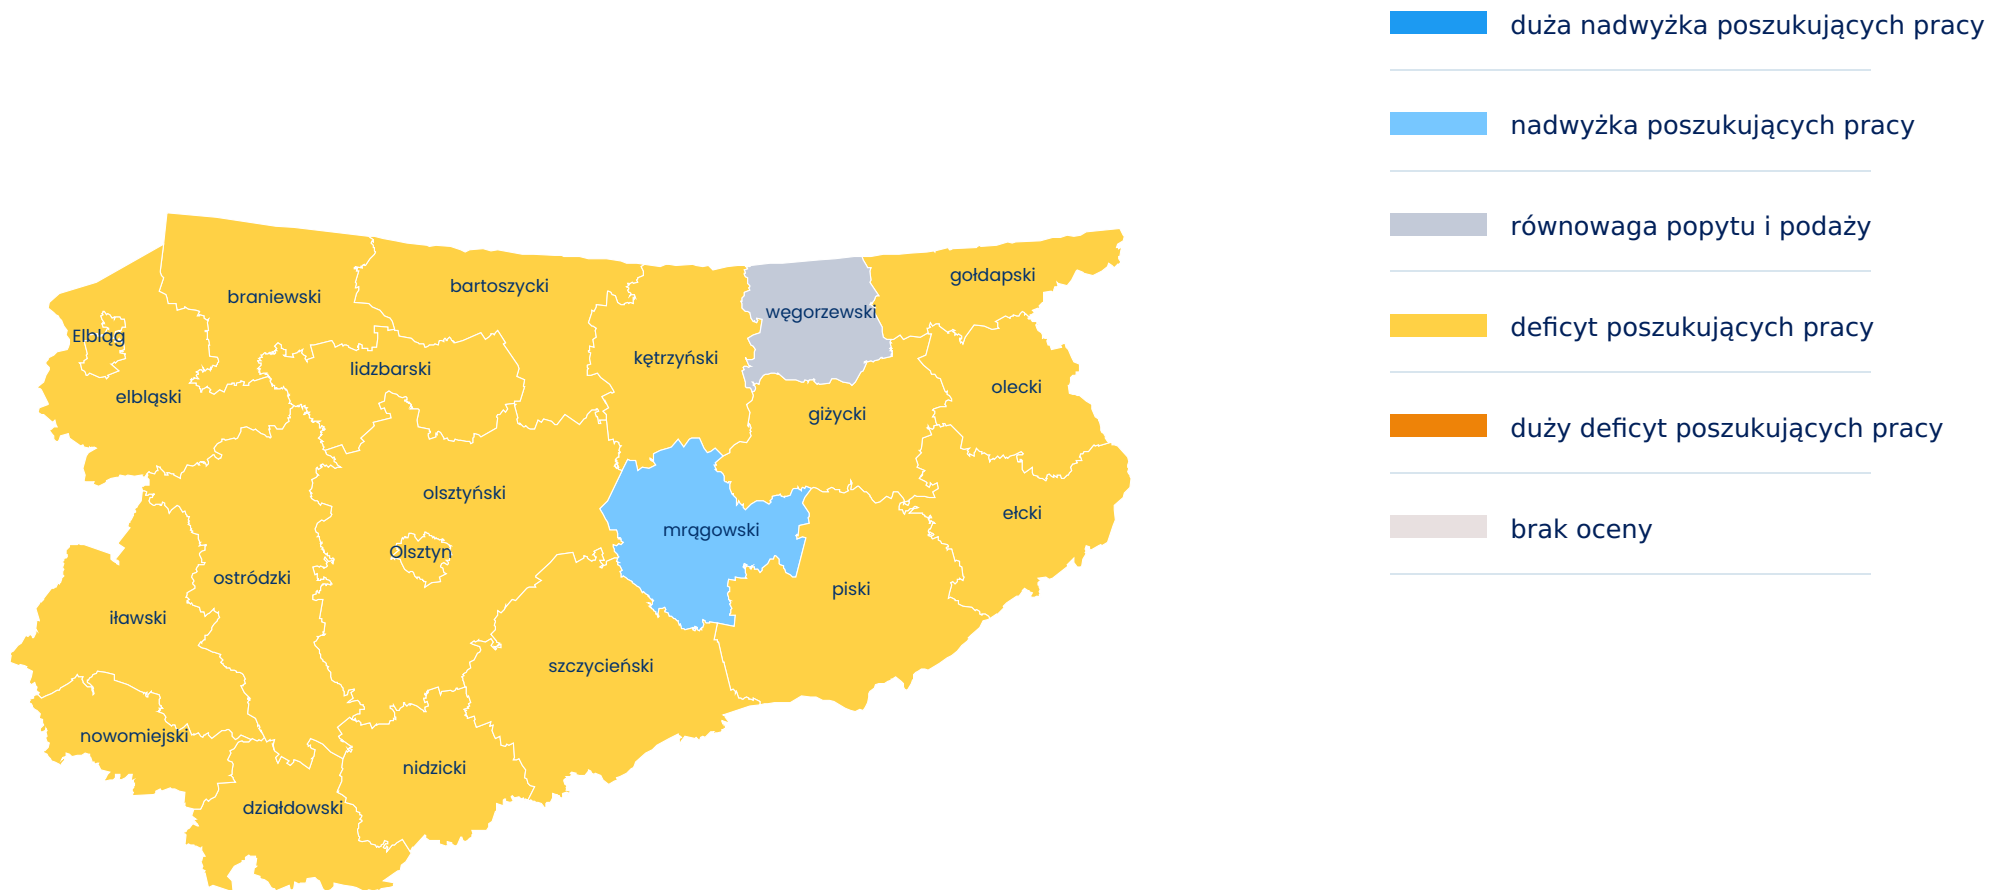 duża nadwyżka poszukujących pracy
nadwyżka poszukujących pracy
równowaga popytu i podaży
deficyt poszukujących pracy
duży deficyt poszukujących pracy
brak oceny
gołdapski
bartoszycki
braniewski
węgorzewski
Elbląg
kętrzyński
lidzbarski
olecki
elbląski
giżycki
olsztyński
ełcki
mrągowski
Olsztyn
ostródzki
piski
iławski
szczycieński
nowomiejski
nidzicki
działdowski